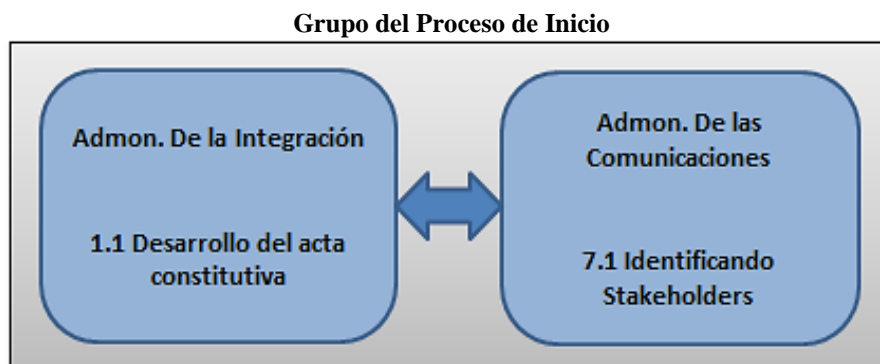 Grupo del Proceso de Inicio
Admon. De la Integración
1.1 Desarrollo del acta
constitutiva
Admon. De las
Comunicaciones
7.1 Identificando
Stakeholders